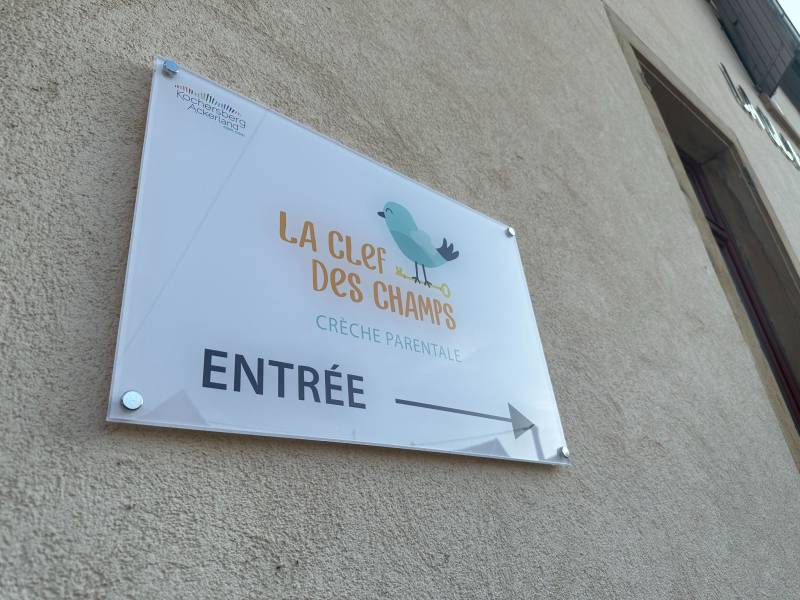 Kochersberg
Ackerland
LA CLeF
DeS CHAMPS
CRÈCHE PARENTALE
ENTRÉE